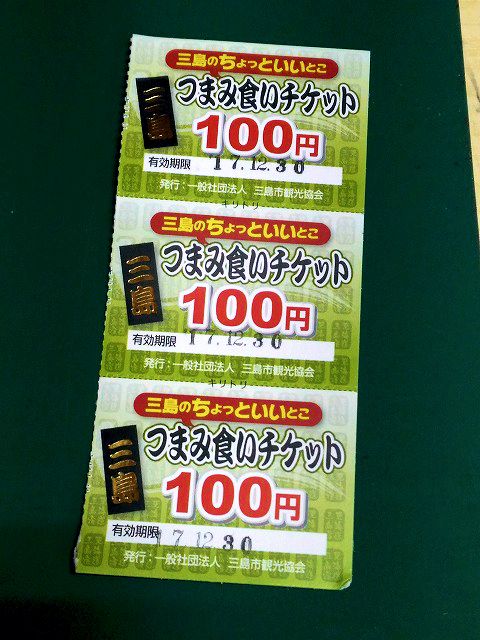 三島のちょっといいとこ
つまみ食いチケット
三島
100円
有効期限 '17.12.30
発行：一般社団法人 三島市観光協会
キリトリ
三島のちょっといいとこ
つまみ食いチケット
三島
100円
有効期限 17.12.30
発行：一般社団法人 三島市観光協会
キリトリ
三島のちょっといいとこ
つまみ食いチケット
三島
100円
有効期限 17.12.30
発行：一般社団法人 三島市観光協会